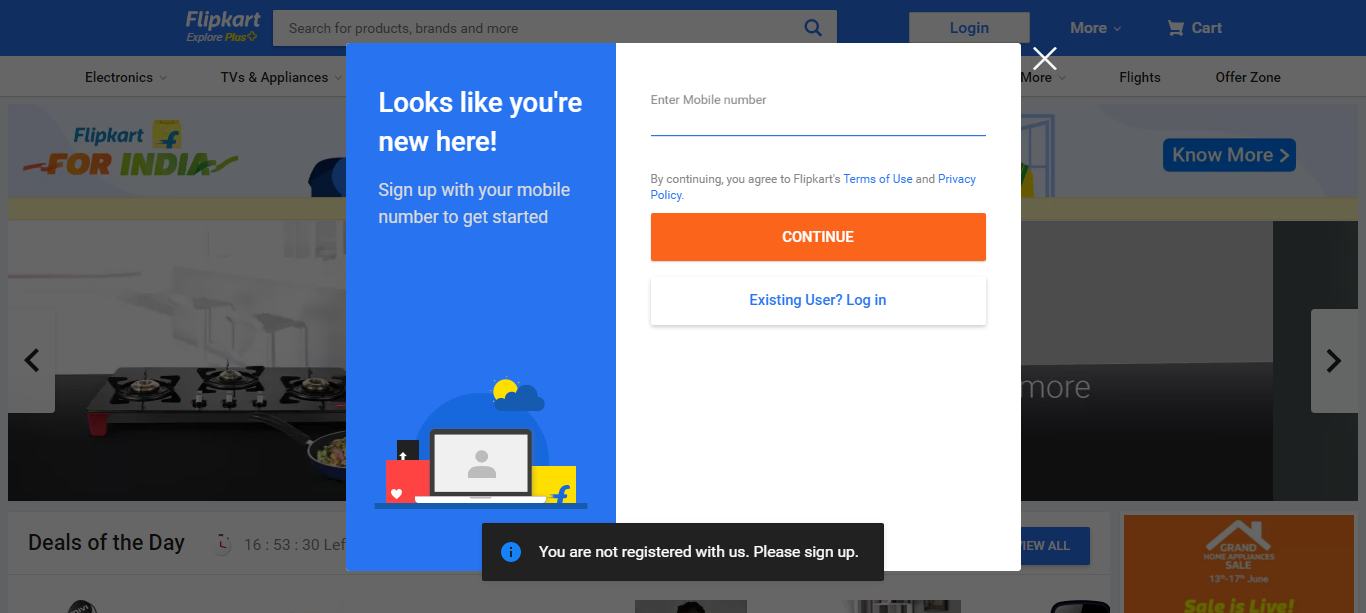 Flipkart
Explore Plus
Search for products, brands and more
Login
More
Cart
Electronics
TVs & Appliances
More
Flights
Offer Zone
Flipkart
FOR INDIA
Know More
Looks like you're
new here!
Sign up with your mobile
number to get started
Enter Mobile number
By continuing, you agree to Flipkart's Terms of Use and Privacy
Policy.
CONTINUE
Existing User? Log in
more
You are not registered with us. Please sign up.
Deals of the Day
16 : 53 : 30 Lef
VIEW ALL
GRAND
HOME APPLIANCES
SALE
13th-17th June
Sale is Live!